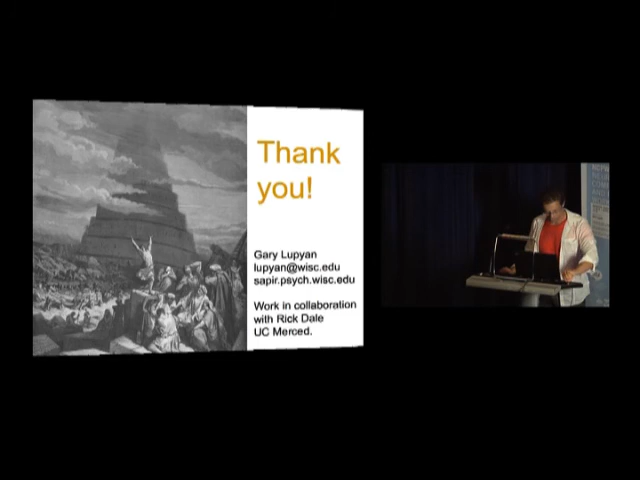 Thank
you!
Gary Lupyan
lupyan@wisc.edu
sapir.psych.wisc.edu
Work in collaboration
with Rick Dale
UC Merced.